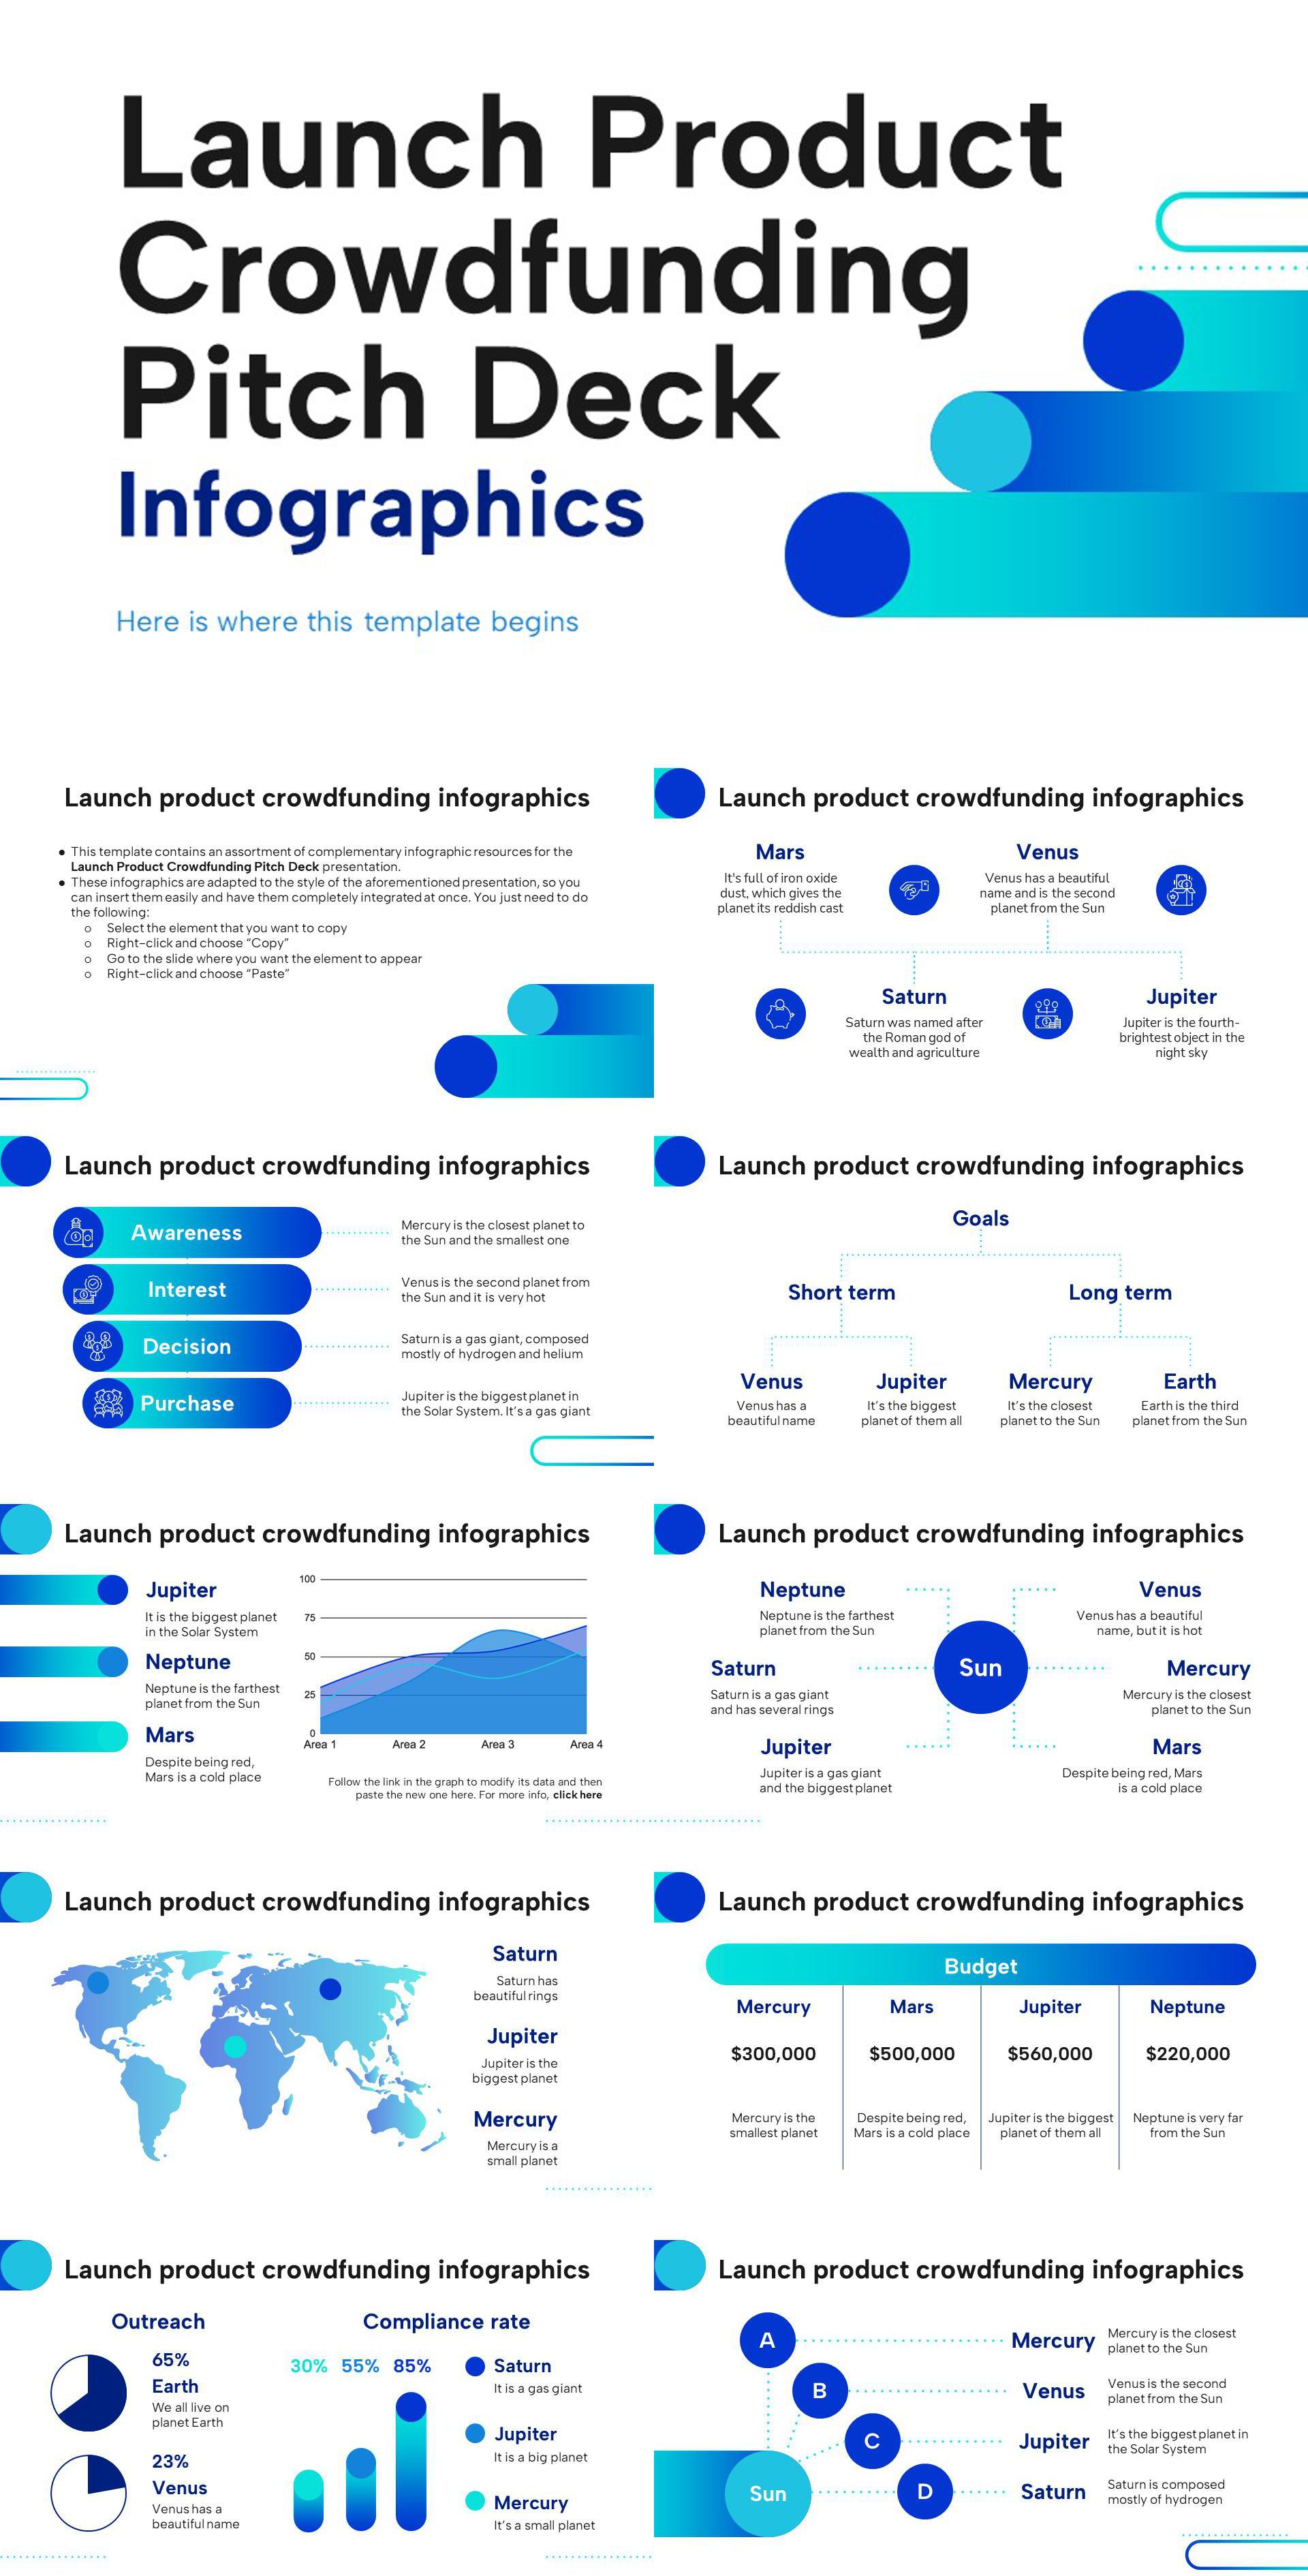 Launch Product
Crowdfunding
Pitch Deck
Infographics
Here is where this template begins
Launch product crowdfunding infographics
● This template contains an assortment of complementary infographic resources for the
Launch Product Crowdfunding Pitch Deck presentation.
● These infographics are adapted to the style of the aforementioned presentation, so you
can insert them easily and have them completely integrated at once. You just need to do
the following:
○ Select the element that you want to copy
○ Right-click and choose “Copy”
○ Go to the slide where you want the element to appear
○ Right-click and choose “Paste”
Launch product crowdfunding infographics
Mars
It's full of iron oxide
dust, which gives the
planet its reddish cast
Venus
Venus has a beautiful
name and is the second
planet from the Sun
Saturn
Saturn was named after
the Roman god of
wealth and agriculture
Jupiter
Jupiter is the fourth-
brightest object in the
night sky
Launch product crowdfunding infographics
Awareness
Mercury is the closest planet to
the Sun and the smallest one
Interest
Venus is the second planet from
the Sun and it is very hot
Decision
Saturn is a gas giant, composed
mostly of hydrogen and helium
Purchase
Jupiter is the biggest planet in
the Solar System. It’s a gas giant
Launch product crowdfunding infographics
Goals
Short term
Long term
Venus
Venus has a
beautiful name
Jupiter
It’s the biggest
planet of them all
Mercury
It’s the closest
planet to the Sun
Earth
Earth is the third
planet from the Sun
Launch product crowdfunding infographics
Jupiter
It is the biggest planet
in the Solar System
Neptune
Neptune is the farthest
planet from the Sun
Mars
Despite being red,
Mars is a cold place
100
75
50
25
0
Area 1 Area 2 Area 3 Area 4
Follow the link in the graph to modify its data and then
paste the new one here. For more info, click here
Launch product crowdfunding infographics
Neptune
Neptune is the farthest
planet from the Sun
Saturn
Saturn is a gas giant
and has several rings
Jupiter
Jupiter is a gas giant
and the biggest planet
Sun
Venus
Venus has a beautiful
name, but it is hot
Mercury
Mercury is the closest
planet to the Sun
Mars
Despite being red, Mars
is a cold place
Launch product crowdfunding infographics
Saturn
Saturn has
beautiful rings
Jupiter
Jupiter is the
biggest planet
Mercury
Mercury is a
small planet
Launch product crowdfunding infographics
Budget
Mercury Mars Jupiter Neptune
$300,000 $500,000 $560,000 $220,000
Mercury is the
smallest planet
Despite being red,
Mars is a cold place
Jupiter is the biggest
planet of them all
Neptune is very far
from the Sun
Launch product crowdfunding infographics
Outreach
65%
Earth
We all live on
planet Earth
23%
Venus
Venus has a
beautiful name
Compliance rate
30% 55% 85%
Saturn
It is a gas giant
Jupiter
It is a big planet
Mercury
It’s a small planet
Launch product crowdfunding infographics
Sun
A
Mercury
Mercury is the closest
planet to the Sun
B
Venus
Venus is the second
planet from the Sun
C
Jupiter
It’s the biggest planet in
the Solar System
D
Saturn
Saturn is composed
mostly of hydrogen